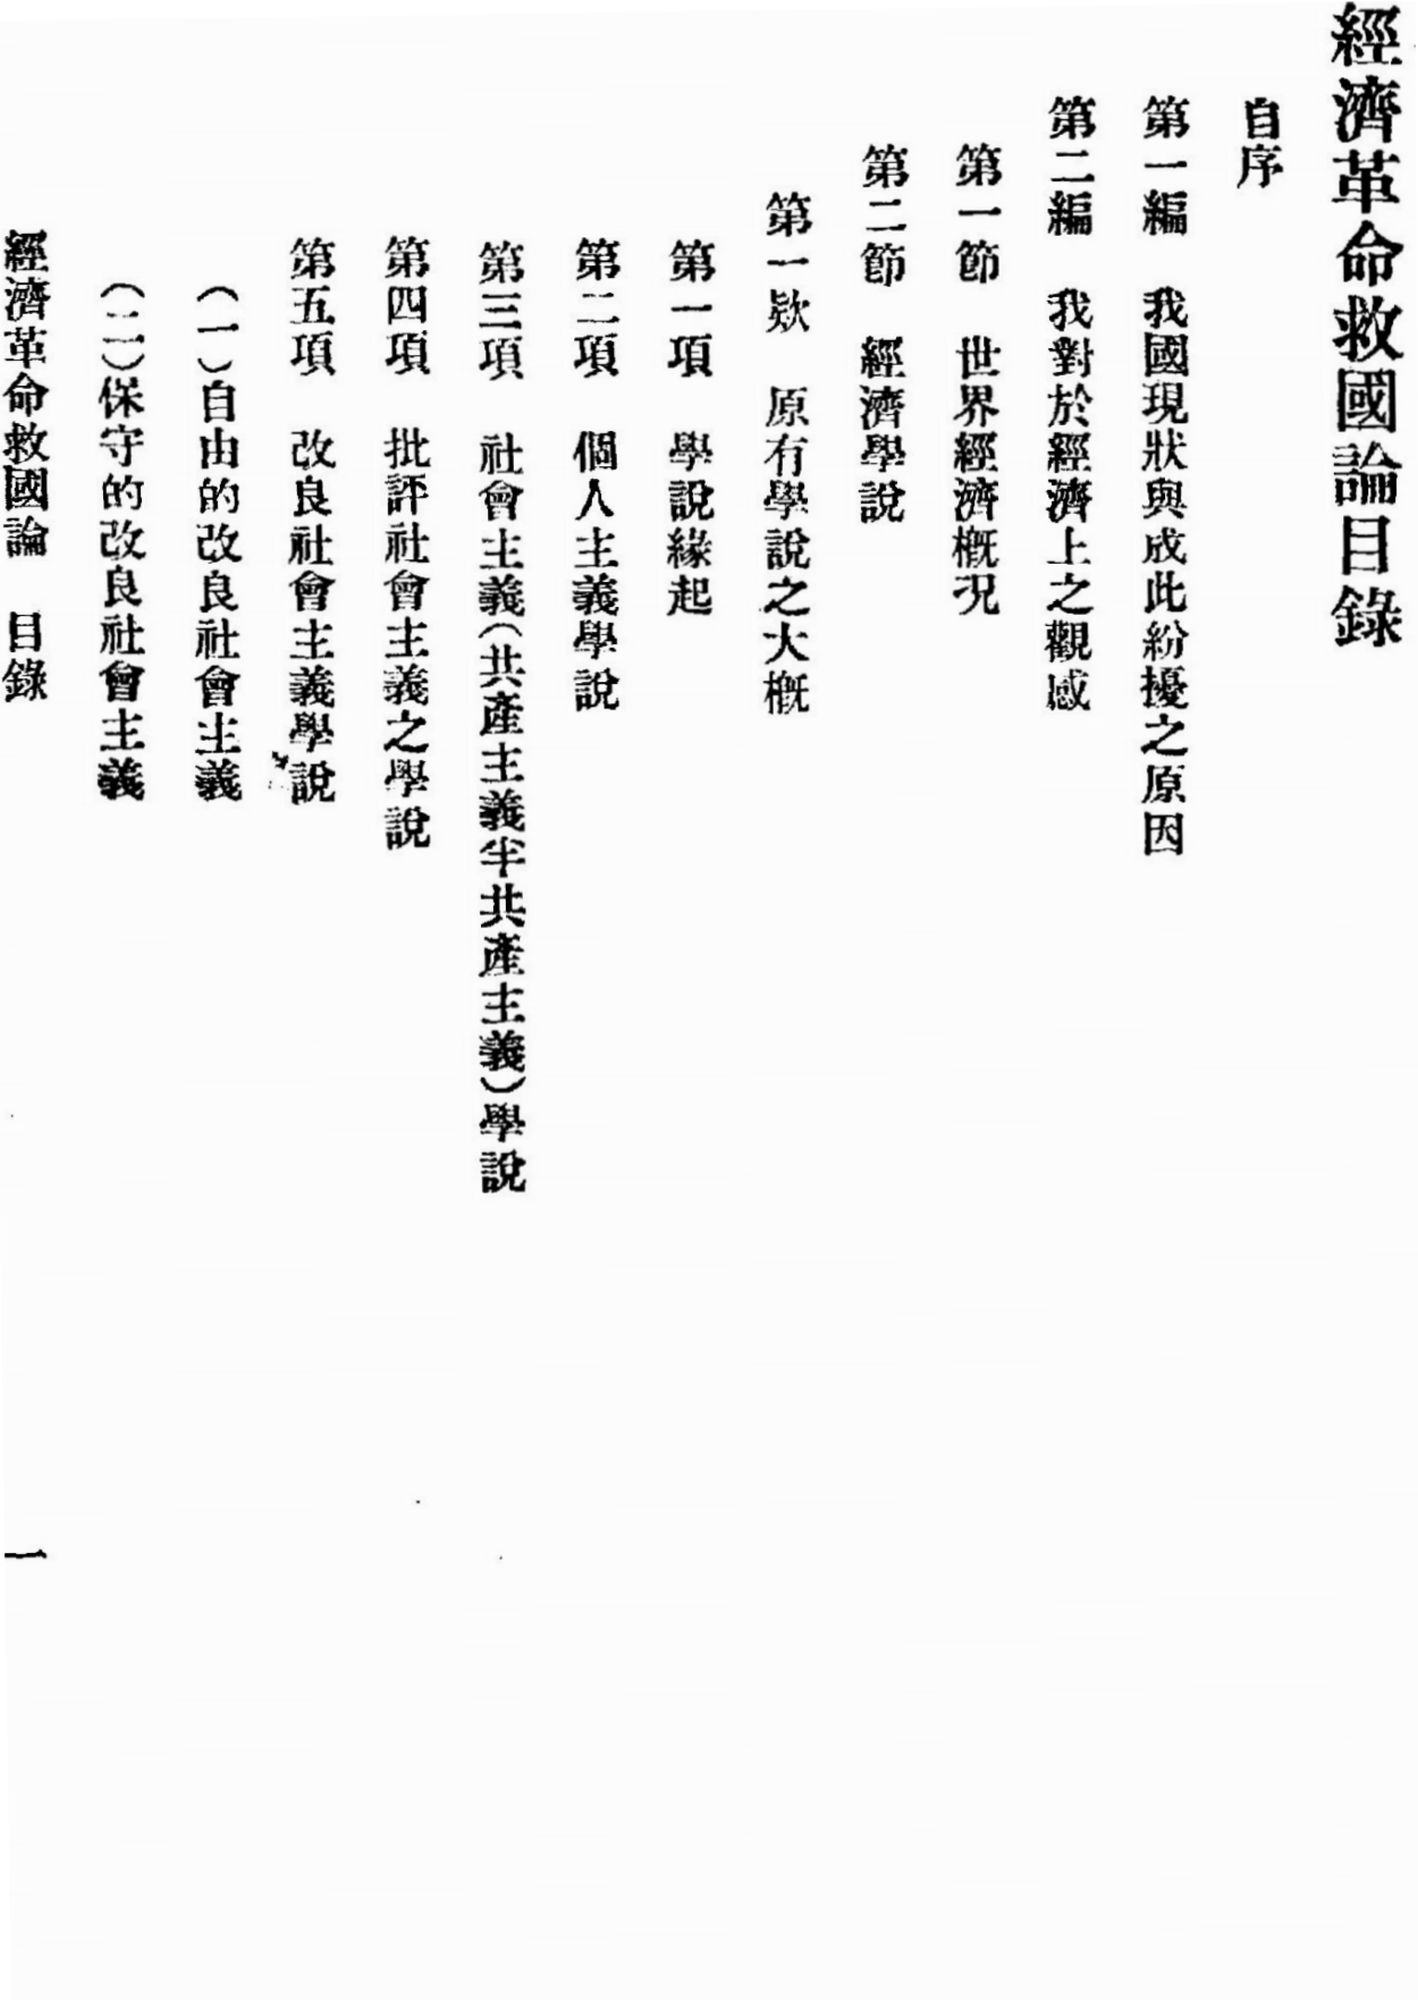 經濟革命救國論目錄
自序
第一編　我國現狀與成此紛擾之原因
第二編　我對於經濟上之觀感
第一節　世界經濟概況
第二節　經濟學說
第一欵　原有學說之大概
第一項　學說緣起
第二項　個人主義學說
第三項　社會主義(共產主義半共產主義)學說
第四項　批評社會主義之學說
第五項　改良社會主義學說
(一)自由的改良社會主義
(二)保守的改良社會主義
經濟革命救國論　目錄　一